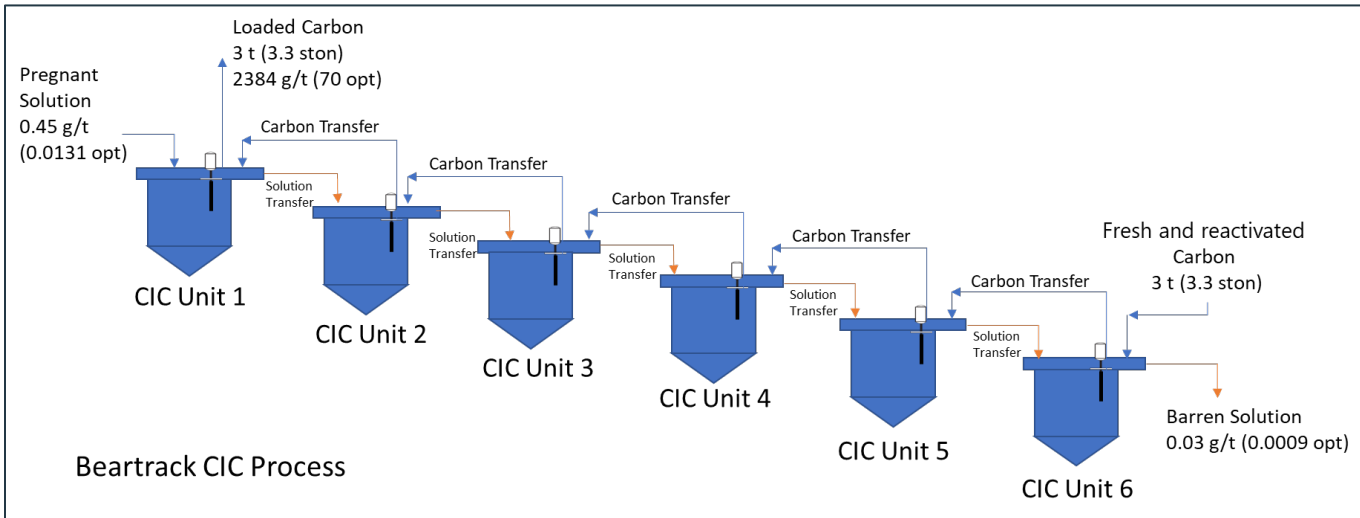 Loaded Carbon
3 t (3.3 ston)
2384 g/t (70 opt)
Pregnant
Solution
0.45 g/t
(0.0131 opt)
Carbon Transfer
Carbon Transfer
Carbon Transfer
Carbon Transfer
Carbon Transfer
Fresh and reactivated
Carbon
3 t (3.3 ston)
Solution
Transfer
Solution
Transfer
Solution
Transfer
Solution
Transfer
Solution
Transfer
CIC Unit 1
CIC Unit 2
CIC Unit 3
CIC Unit 4
CIC Unit 5
CIC Unit 6
Barren Solution
0.03 g/t (0.0009 opt)
Beartrack CIC Process